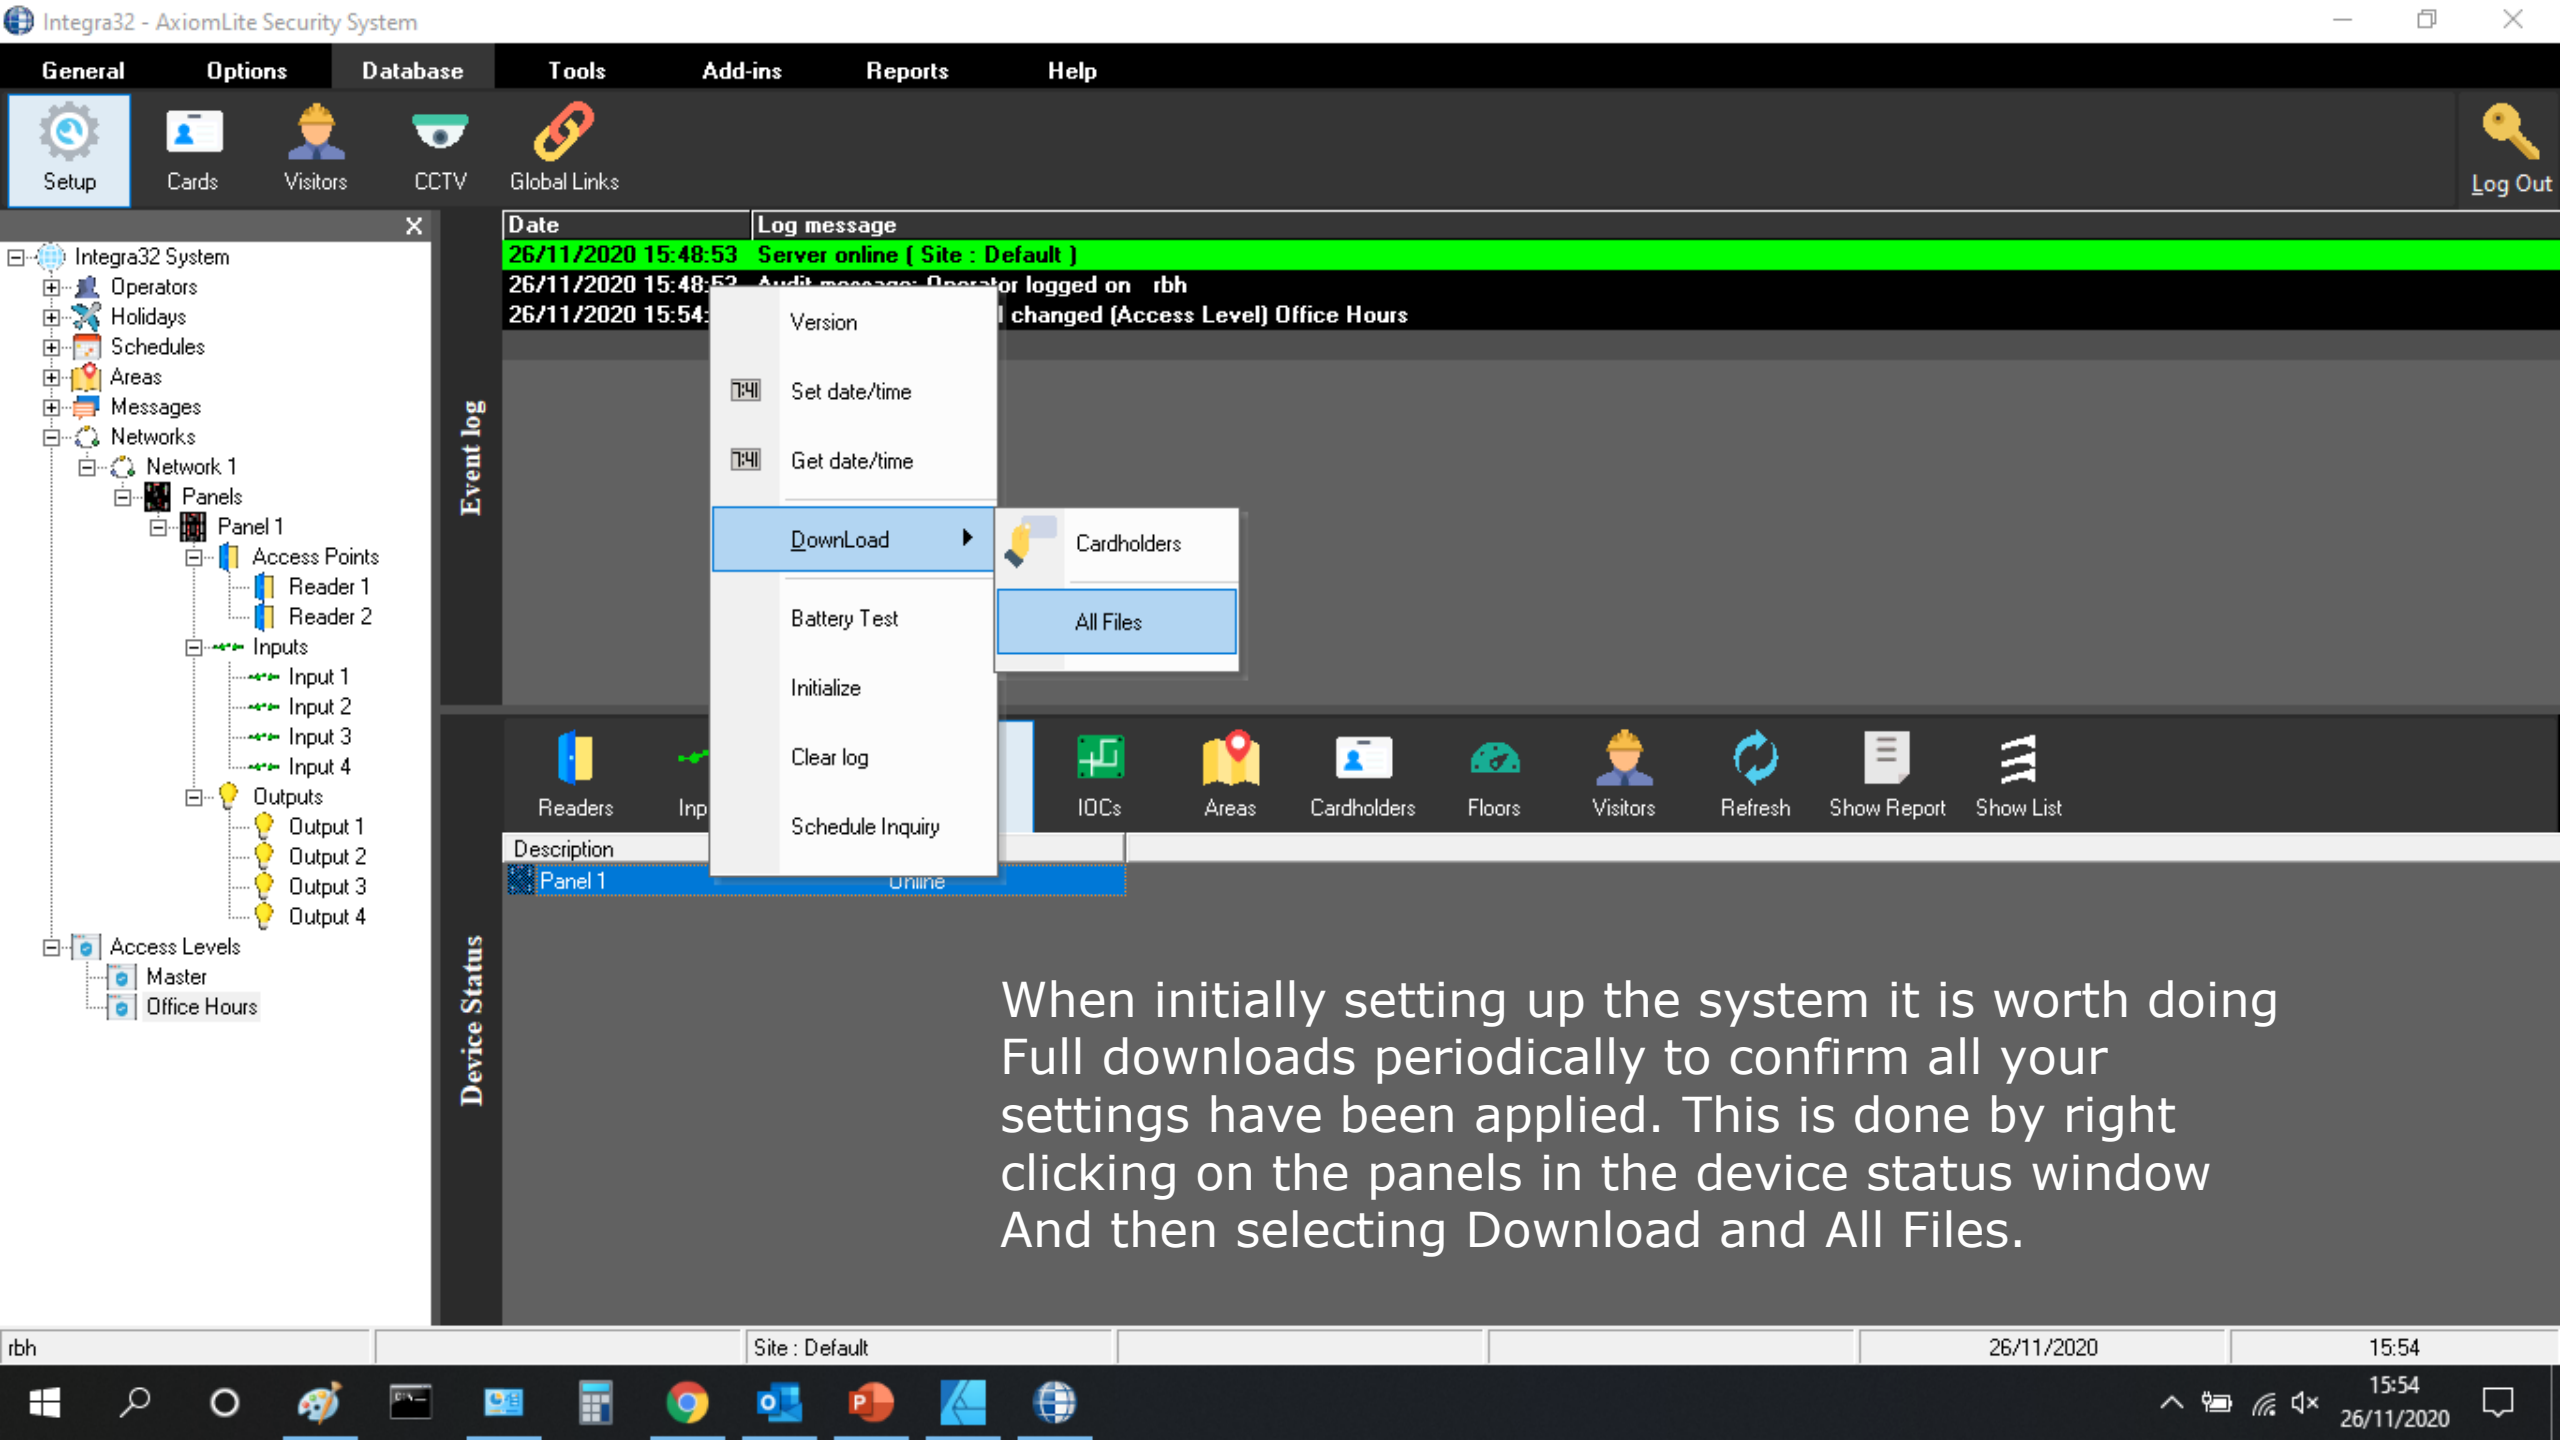 Integra32 - AxiomLite Security System
General Options Database Tools Add-ins Reports Help
Setup Cards Visitors CCTV Global Links Log Out
Integra32 System
Operators
Holidays
Schedules
Areas
Messages
Networks
Network 1
Panels
Panel 1
Access Points
Reader 1
Reader 2
Inputs
Input 1
Input 2
Input 3
Input 4
Outputs
Output 1
Output 2
Output 3
Output 4
Access Levels
Master
Office Hours
Event log
Date Log message
26/11/2020 15:48:53 Server online ( Site : Default )
26/11/2020 15:48:53 Audit message: Operator logged on rbh
26/11/2020 15:54: changed (Access Level) Office Hours
Version
7:41 Set date/time
7:41 Get date/time
DownLoad
Battery Test
Initialize
Clear log
Schedule Inquiry
Cardholders
All Files
Readers Inp IOCs Areas Cardholders Floors Visitors Refresh Show Report Show List
Device Status
Description
Panel 1 Online
When initially setting up the system it is worth doing
Full downloads periodically to confirm all your
settings have been applied. This is done by right
clicking on the panels in the device status window
And then selecting Download and All Files.
rbh Site : Default 26/11/2020 15:54
15:54
26/11/2020